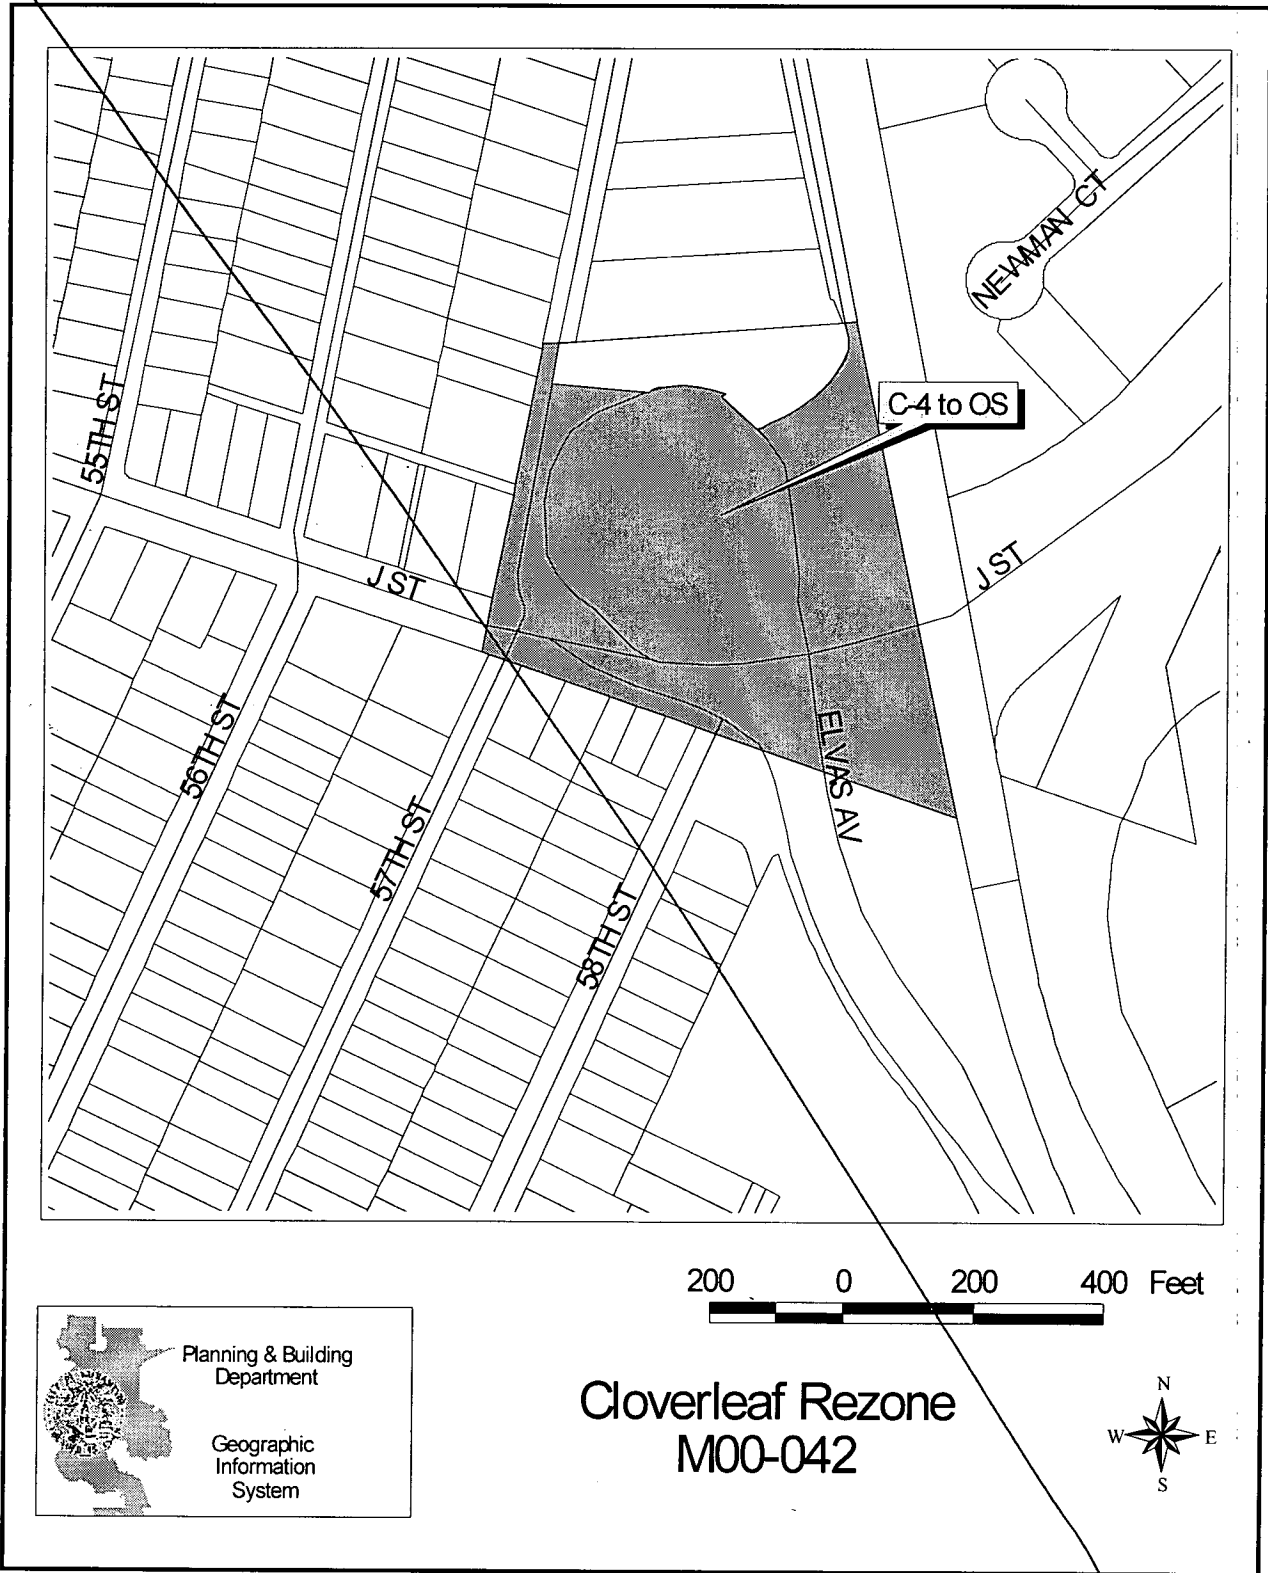 NEWMAN CT
C-4 to OS
55TH ST
J ST
J ST
56TH ST
ELVAS AV
57TH ST
58TH ST
200 0 200 400 Feet
Planning & Building
Department
Geographic
Information
System
Cloverleaf Rezone
M00-042
N
W E
S